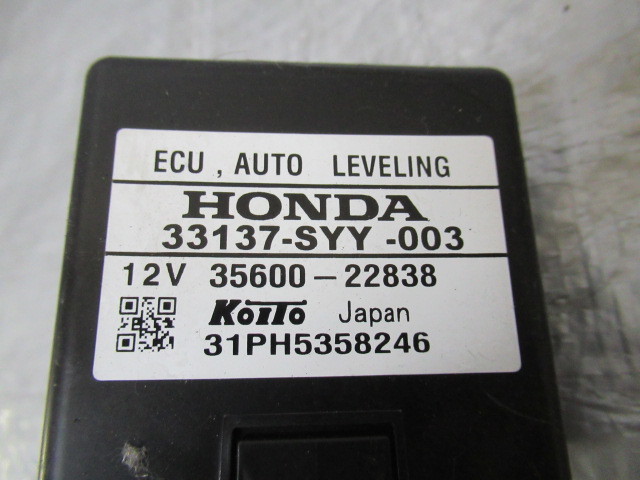 ECU , AUTO LEVELING
HONDA
33137-SYY -003
12V 35600-22838
KOITO Japan
31PH5358246